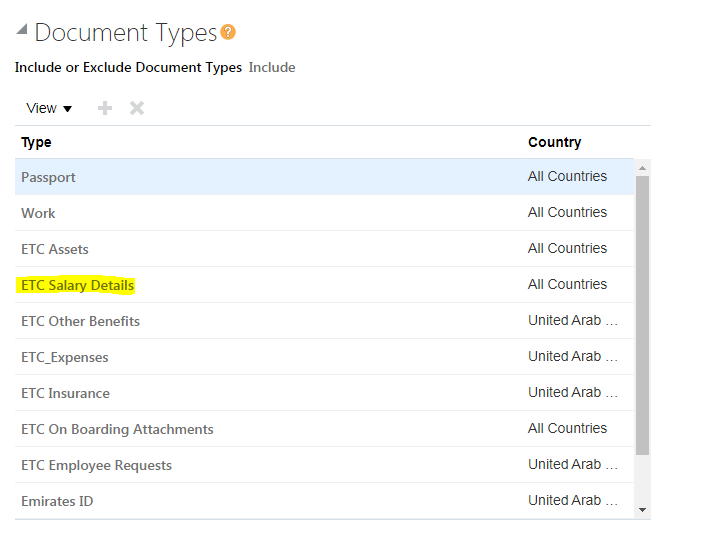 Document Types ?
Include or Exclude Document Types Include
View
Type Country
Passport All Countries
Work All Countries
ETC Assets All Countries
ETC Salary Details All Countries
ETC Other Benefits United Arab ...
ETC_Expenses United Arab ...
ETC Insurance United Arab ...
ETC On Boarding Attachments All Countries
ETC Employee Requests United Arab ...
Emirates ID United Arab ...